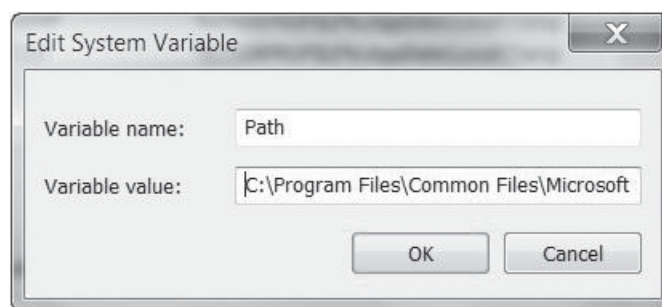 Edit System Variable
X
Variable name: Path
Variable value: C:\Program Files\Common Files\Microsoft
OK Cancel